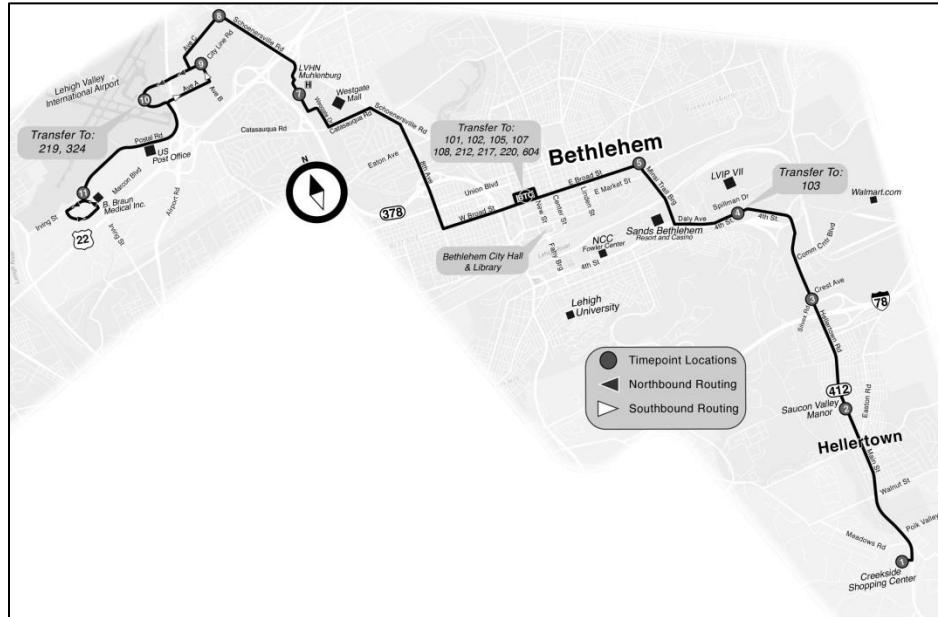 8
Schoenersville Rd
Ave C
City Line Rd
9
LVHN
Muhlenburg
H
7
Westgate
Mall
Lehigh Valley
International Airport
Ave A
Ave B
10
Transfer To:
219, 324
Postal Rd
US
Post Office
Catasauqua Rd
Catasauqua Rd
Schoenersville Rd
Transfer To:
101, 102, 105, 107
108, 212, 217, 220, 604
Bethlehem
N
Eaton Ave
8th Ave
Union Blvd
BTC
E Broad St
W Broad St
5
Minsi Trail Brg
LVIP VII
Transfer To:
103
Walmart.com
11
Marcon Blvd
B. Braun
Medical Inc.
Airport Rd
Irving St
Irving St
22
378
New St
Center St
Linden St
E Market St
Spillman Dr
4
4th St
4th St.
Daly Ave
Sands Bethlehem
Resort and Casino
Bethlehem City Hall
& Library
Fahy Brg
NCC
Fowler Center
4th St
Comm Cntr Blvd
Lehigh
University
Crest Ave
3
Silvex Rd
Hellertown Rd
78
Timepoint Locations
Northbound Routing
Southbound Routing
412
Saucon Valley
Manor
2
Easton Rd
Hellertown
Main St
Walnut St
Polk Valley
Meadows Rd
1
Creekside
Shopping Center